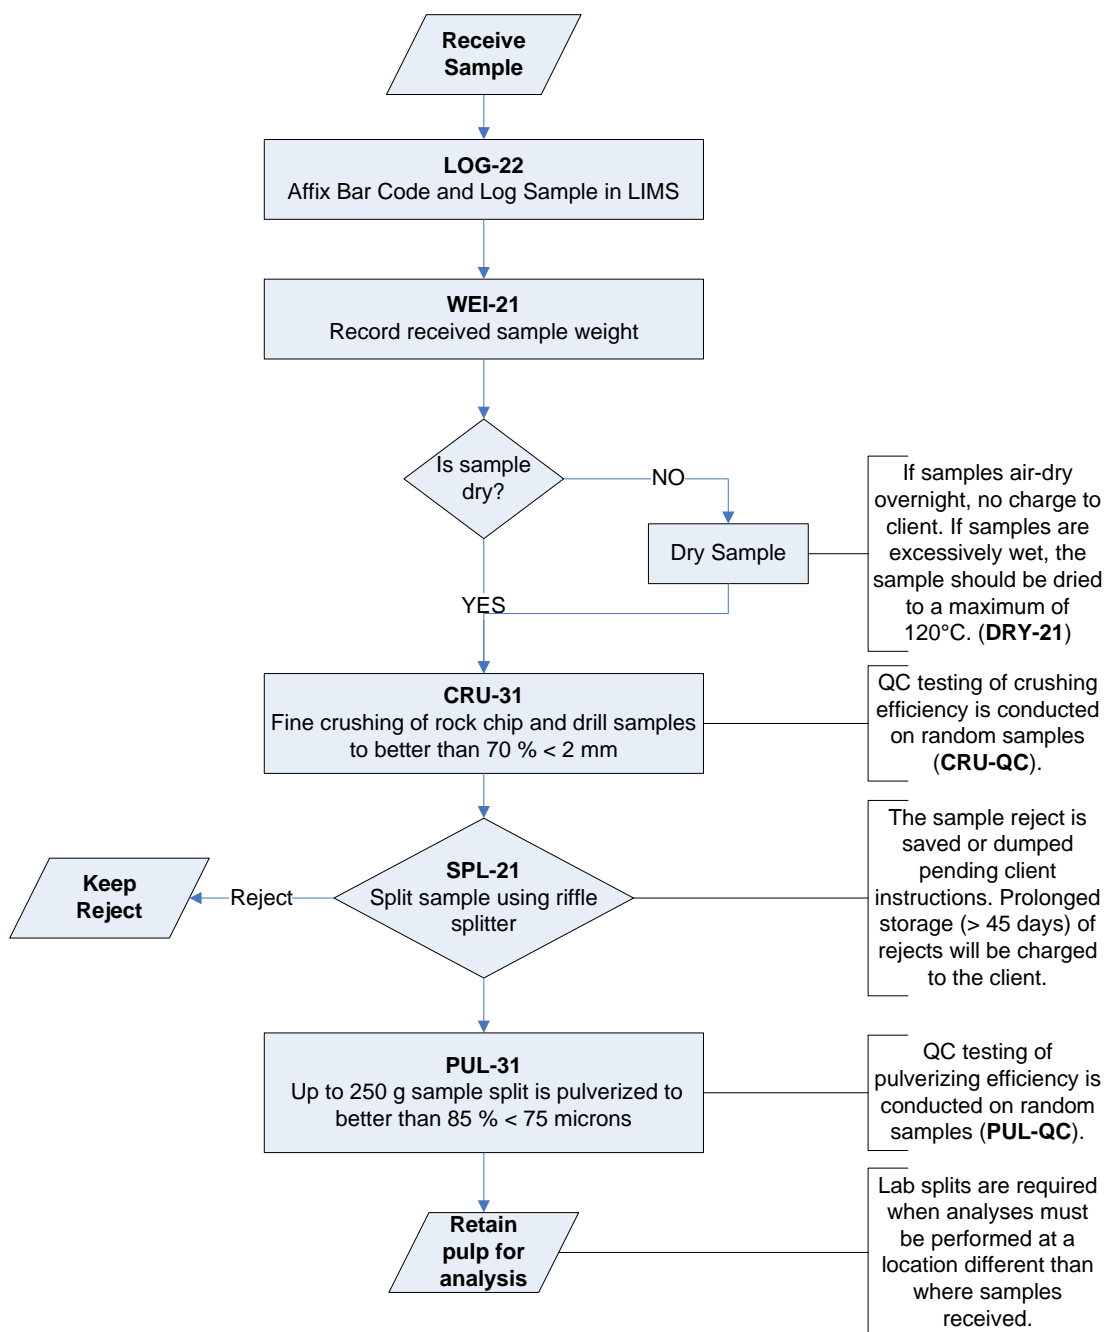 Receive
Sample
LOG-22
Affix Bar Code and Log Sample in LIMS
WEI-21
Record received sample weight
Is sample
dry?
NO
Dry Sample
If samples air-dry
overnight, no charge to
client. If samples are
excessively wet, the
sample should be dried
to a maximum of
120°C. (DRY-21)
YES
CRU-31
Fine crushing of rock chip and drill samples
to better than 70 % < 2 mm
QC testing of crushing
efficiency is conducted
on random samples
(CRU-QC).
SPL-21
Split sample using riffle
splitter
Reject
Keep
Reject
The sample reject is
saved or dumped
pending client
instructions. Prolonged
storage (> 45 days) of
rejects will be charged
to the client.
PUL-31
Up to 250 g sample split is pulverized to
better than 85 % < 75 microns
QC testing of
pulverizing efficiency is
conducted on random
samples (PUL-QC).
Retain
pulp for
analysis
Lab splits are required
when analyses must
be performed at a
location different than
where samples
received.